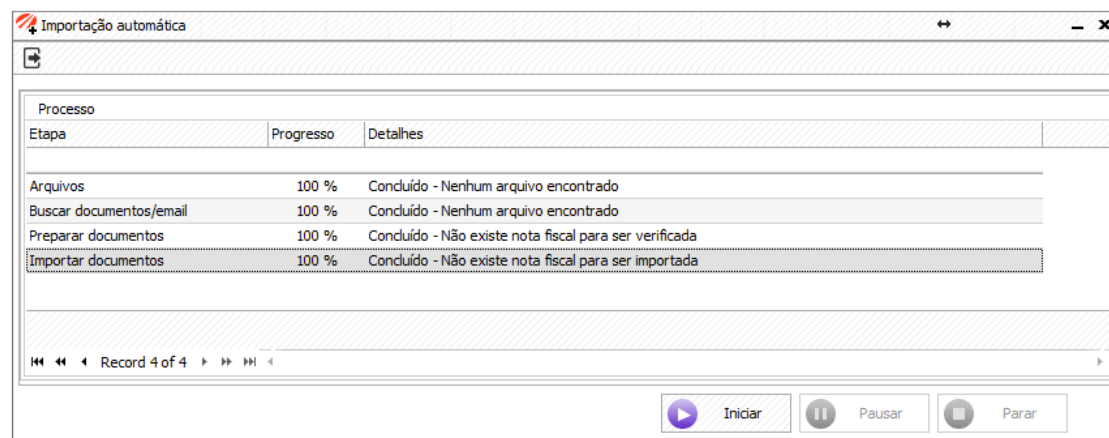 Importação automática
Processo
Etapa Progresso Detalhes
Arquivos 100 % Concluído - Nenhum arquivo encontrado
Buscar documentos/email 100 % Concluído - Nenhum arquivo encontrado
Preparar documentos 100 % Concluído - Não existe nota fiscal para ser verificada
Importar documentos 100 % Concluído - Não existe nota fiscal para ser importada
Record 4 of 4
Iniciar Pausar Parar